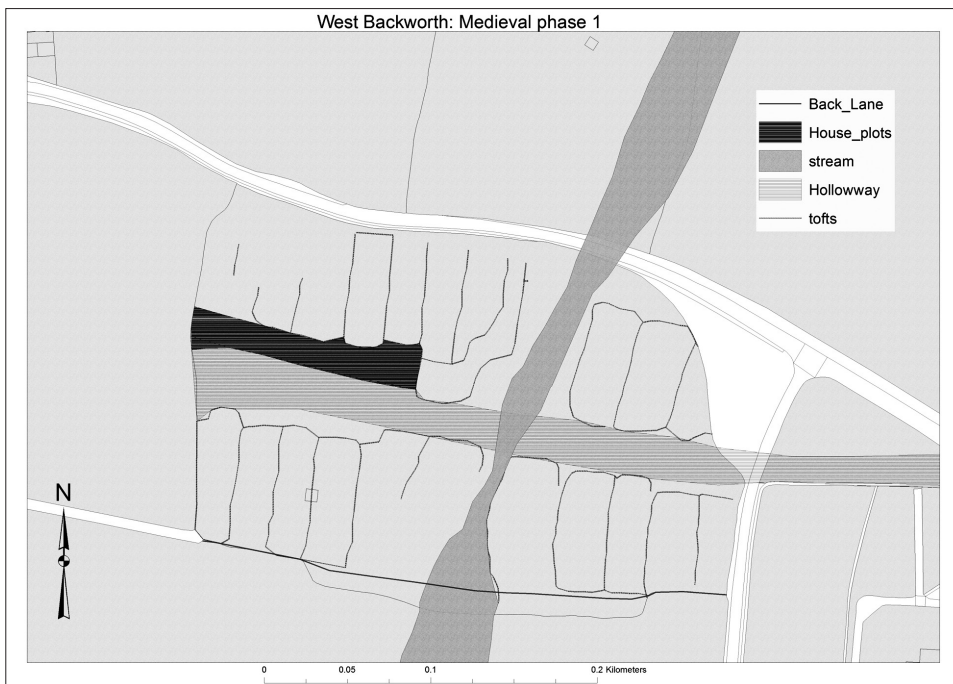 West Backworth: Medieval phase 1
Back_Lane
House_plots
stream
Hollowway
tofts
N
0 0.05 0.1 0.2 Kilometers